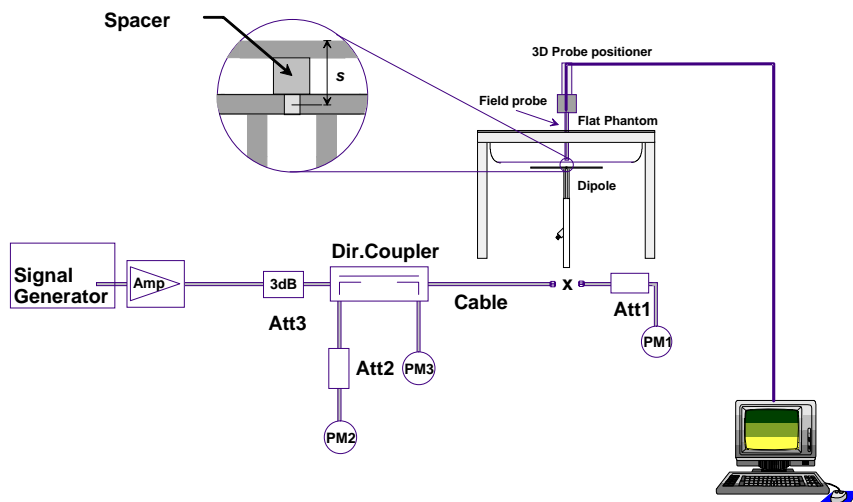 Spacer
s
3D Probe positioner
Field probe
Flat Phantom
Dipole
Signal
Generator
Amp
3dB
Att3
Dir.Coupler
Cable
x
Att1
PM1
Att2
PM3
PM2